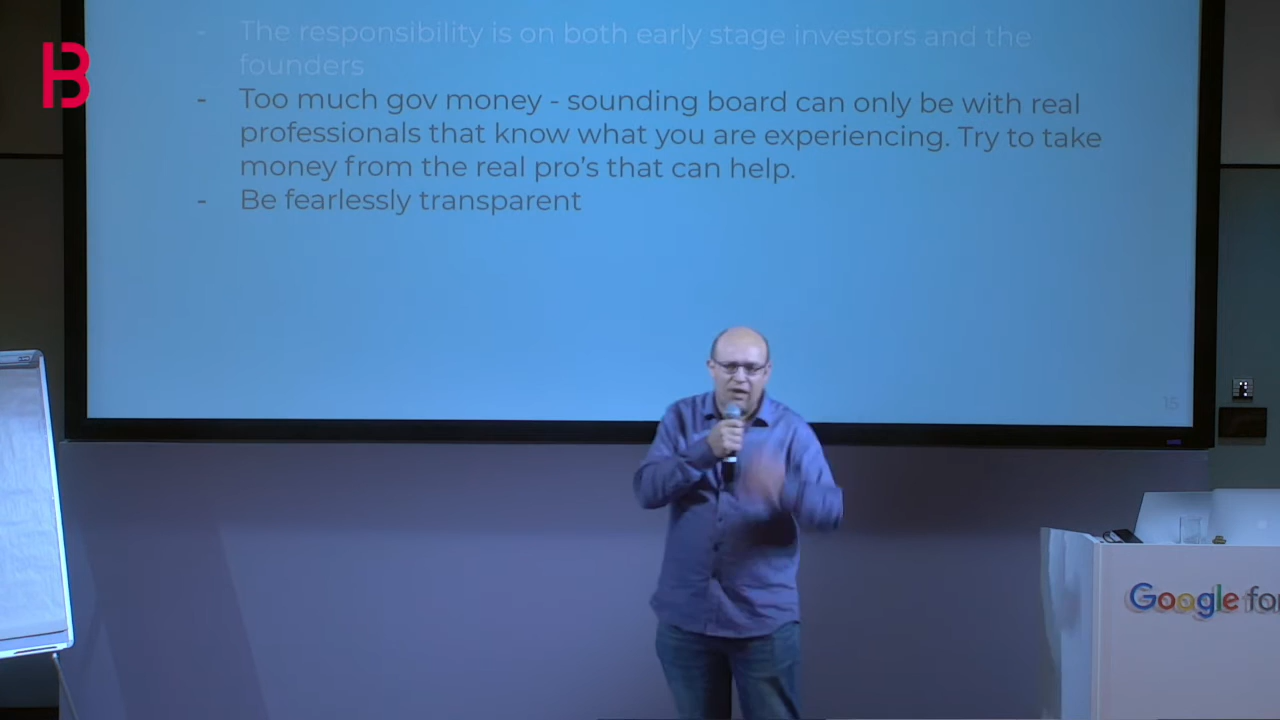 - The responsibility is on both early stage investors and the
founders
- Too much gov money - sounding board can only be with real
professionals that know what you are experiencing. Try to take
money from the real pro's that can help.
- Be fearlessly transparent
15
B
Google for